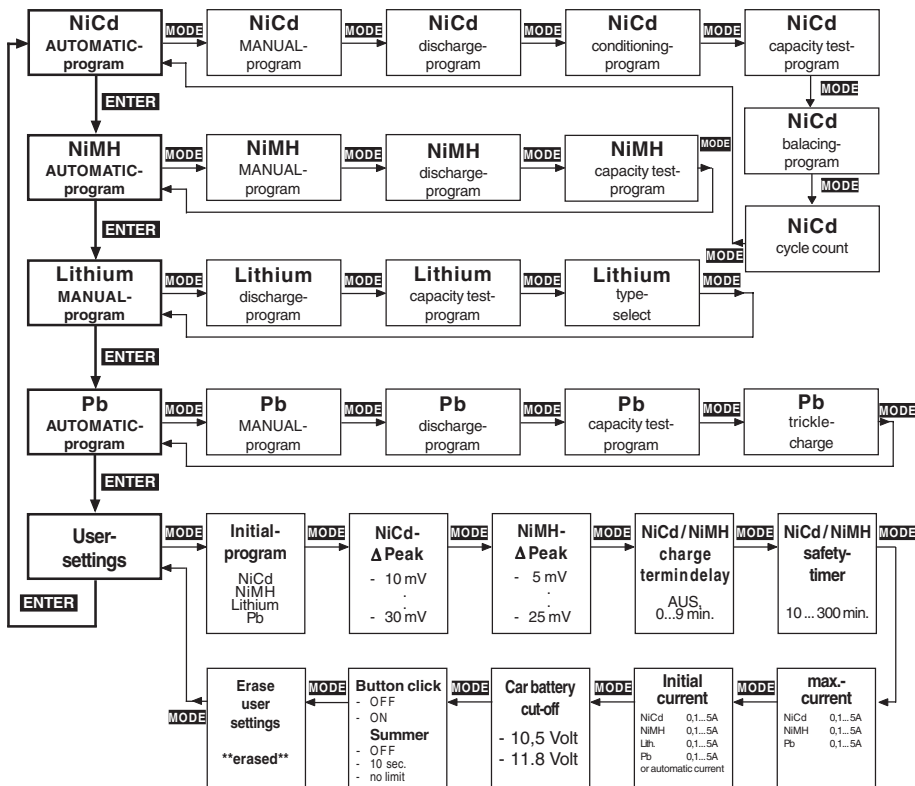 NiCd
AUTOMATIC-
program
MODE
NiCd
MANUAL-
program
MODE
NiCd
discharge-
program
MODE
NiCd
conditioning-
program
MODE
NiCd
capacity test-
program
MODE
NiCd
balacing-
program
MODE
NiCd
cycle count
MODE
ENTER
NiMH
AUTOMATIC-
program
MODE
NiMH
MANUAL-
program
MODE
NiMH
discharge-
program
MODE
NiMH
capacity test-
program
MODE
ENTER
Lithium
MANUAL-
program
MODE
Lithium
discharge-
program
MODE
Lithium
capacity test-
program
MODE
Lithium
type-
select
MODE
ENTER
Pb
AUTOMATIC-
program
MODE
Pb
MANUAL-
program
MODE
Pb
discharge-
program
MODE
Pb
capacity test-
program
MODE
Pb
trickle-
charge
MODE
ENTER
User-
settings
ENTER
MODE
Initial-
program
NiCd
NiMH
Lithium
Pb
MODE
NiCd-
Δ Peak
- 10 mV
.
.
- 30 mV
MODE
NiMH-
Δ Peak
- 5 mV
.
.
- 25 mV
MODE
NiCd / NiMH
charge
termin delay
AUS,
0...9 min.
MODE
NiCd / NiMH
safety-
timer
10 ... 300 min.
MODE
max.-
current
NiCd 0,1...5A
NiMH 0,1...5A
Pb 0,1...5A
MODE
Initial
current
NiCd 0,1...5A
NiMH 0,1...5A
Lith. 0,1...5A
Pb 0,1...5A
or automatic current
MODE
Car battery
cut-off
- 10,5 Volt
- 11.8 Volt
MODE
Button click
- OFF
- ON
Summer
- OFF
- 10 sec.
- no limit
MODE
Erase
user
settings
**erased**
MODE